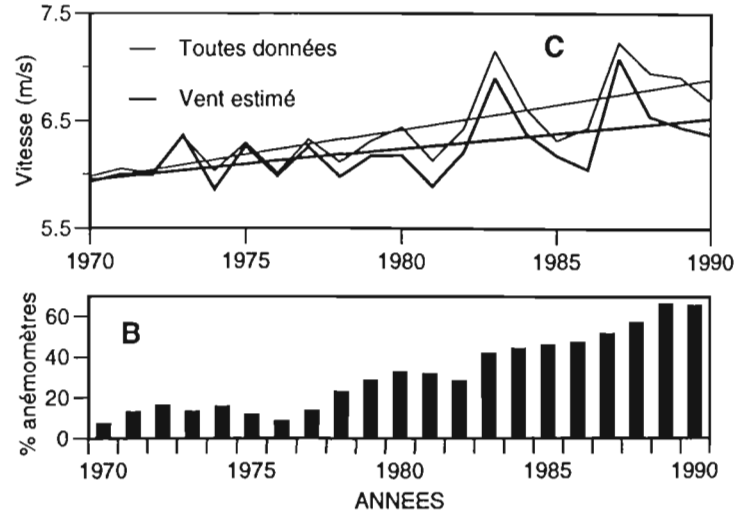 7.5
Toutes données
C
Vent estimé
6.5
5.5
Vitesse (m/s)
1970 1975 1980 1985 1990
B
60
40
20
0
% anémomètres
1970 1975 1980 1985 1990
ANNEES